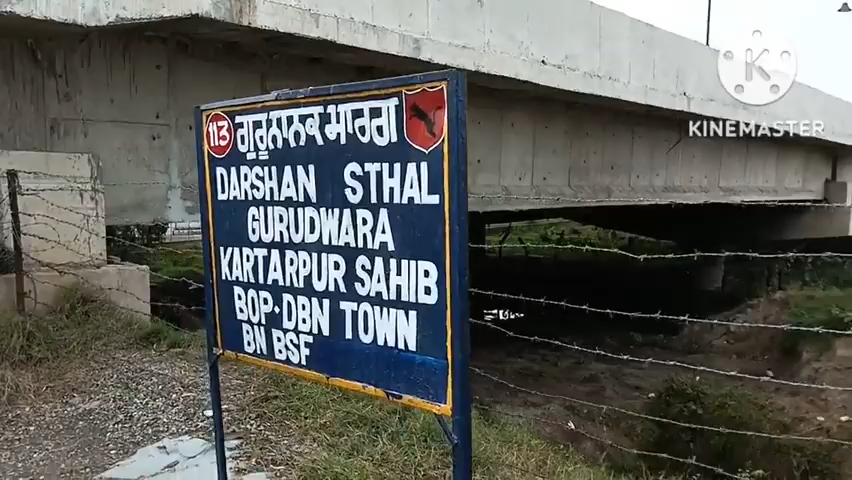 113 ਗੁਰੂਨਾਨਕ ਮਾਰਗ
DARSHAN STHAL
GURUDWARA
KARTARPUR SAHIB
BOP-DBN TOWN
BN BSF
K
KINEMASTER